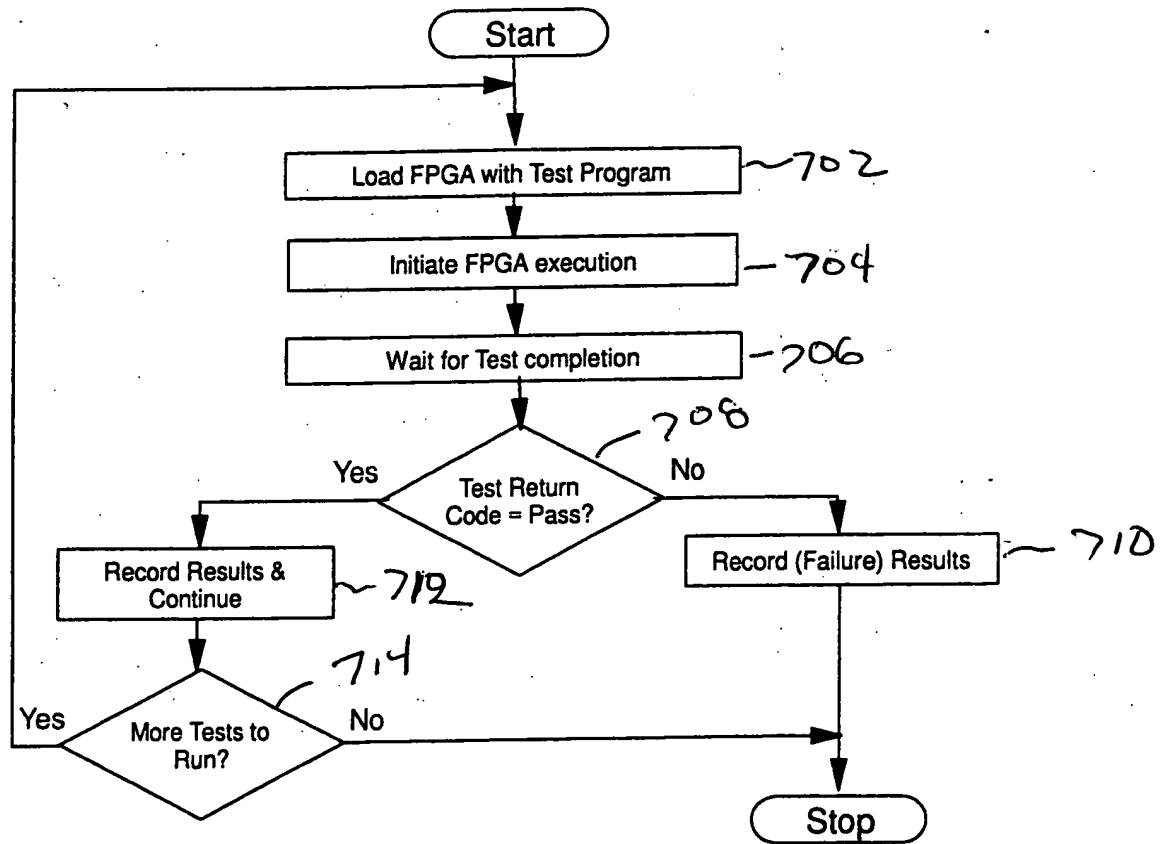 Start
Load FPGA with Test Program
702
Initiate FPGA execution
704
Wait for Test completion
706
708
Yes
No
Test Return
Code = Pass?
Record Results &
Continue
712
Record (Failure) Results
710
714
Yes
No
More Tests to
Run?
Stop